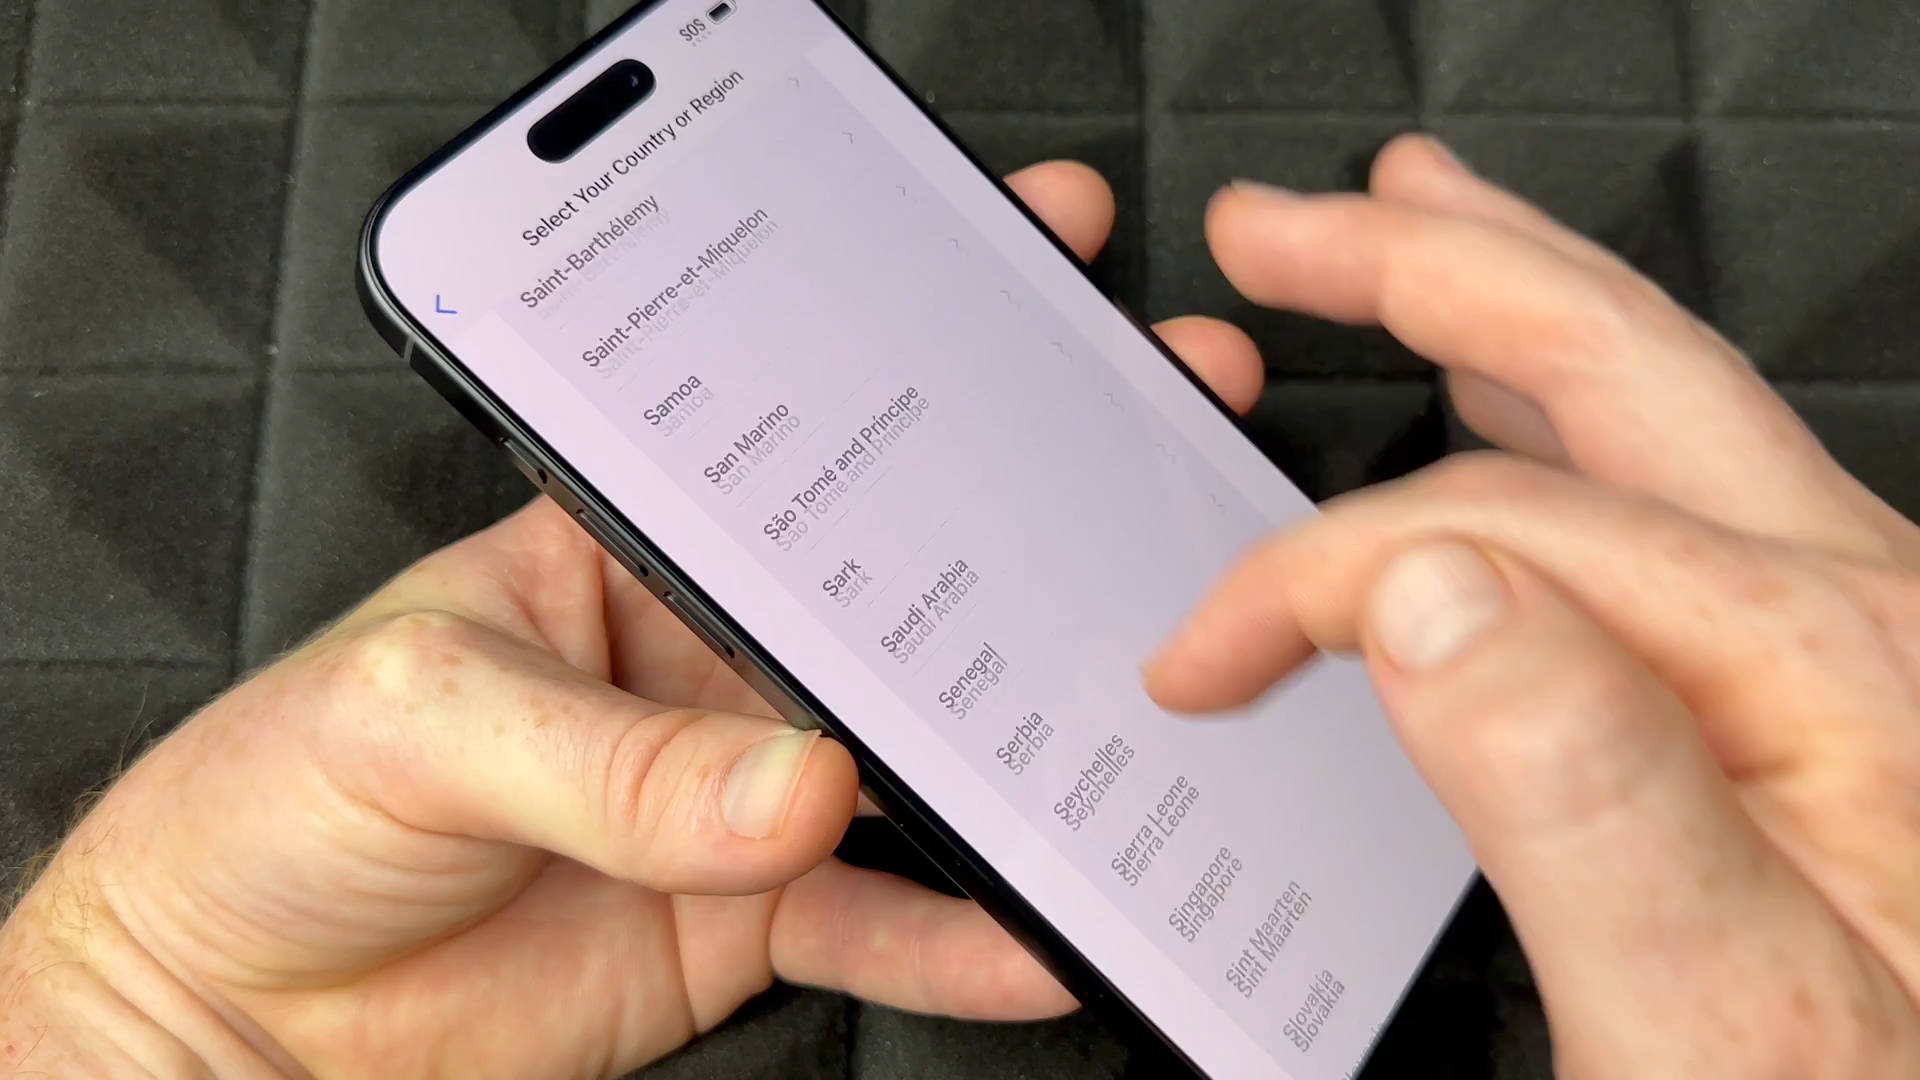 SOS
Select Your Country or Region
Saint-Barthélemy
Saint-Pierre-et-Miquelon
Samoa
San Marino
São Tomé and Príncipe
Sark
Saudi Arabia
Senegal
Serbia
Seychelles
Sierra Leone
Singapore
Sint Maarten
Slovakia